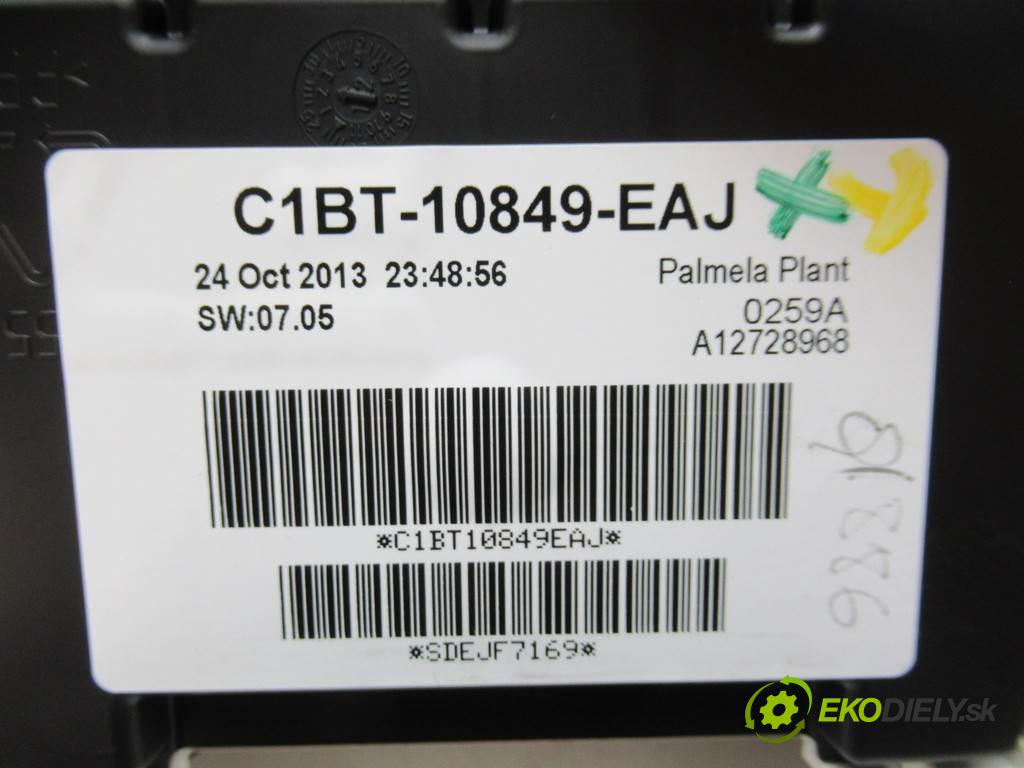 C1BT-10849-EAJ
24 Oct 2013 23:48:56 Palmela Plant
SW:07.05 0259A
A12728968
*C1BT10849EAJ*
*SDEJF7169*
EKODIELY.sk